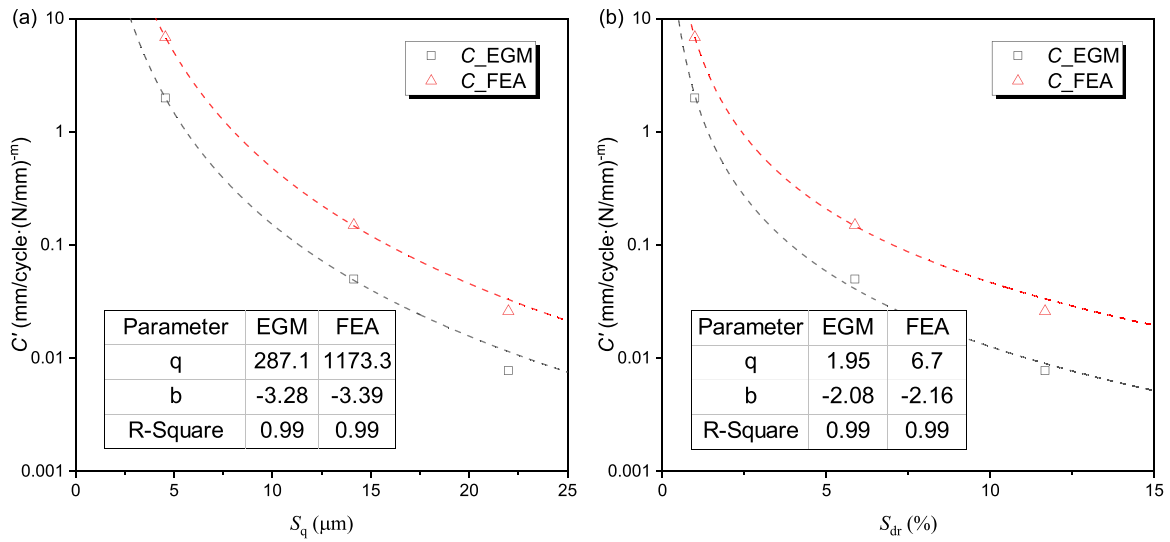 (a)
10
1
0.1
0.01
0.001
C' (mm/cycle·(N/mm)⁻ᵐ)
C_EGM
C_FEA
Parameter EGM FEA
q 287.1 1173.3
b -3.28 -3.39
R-Square 0.99 0.99
0 5 10 15 20 25
Sq (μm)
(b)
10
1
0.1
0.01
0.001
C' (mm/cycle·(N/mm)⁻ᵐ)
C_EGM
C_FEA
Parameter EGM FEA
q 1.95 6.7
b -2.08 -2.16
R-Square 0.99 0.99
0 5 10 15
Sdr (%)